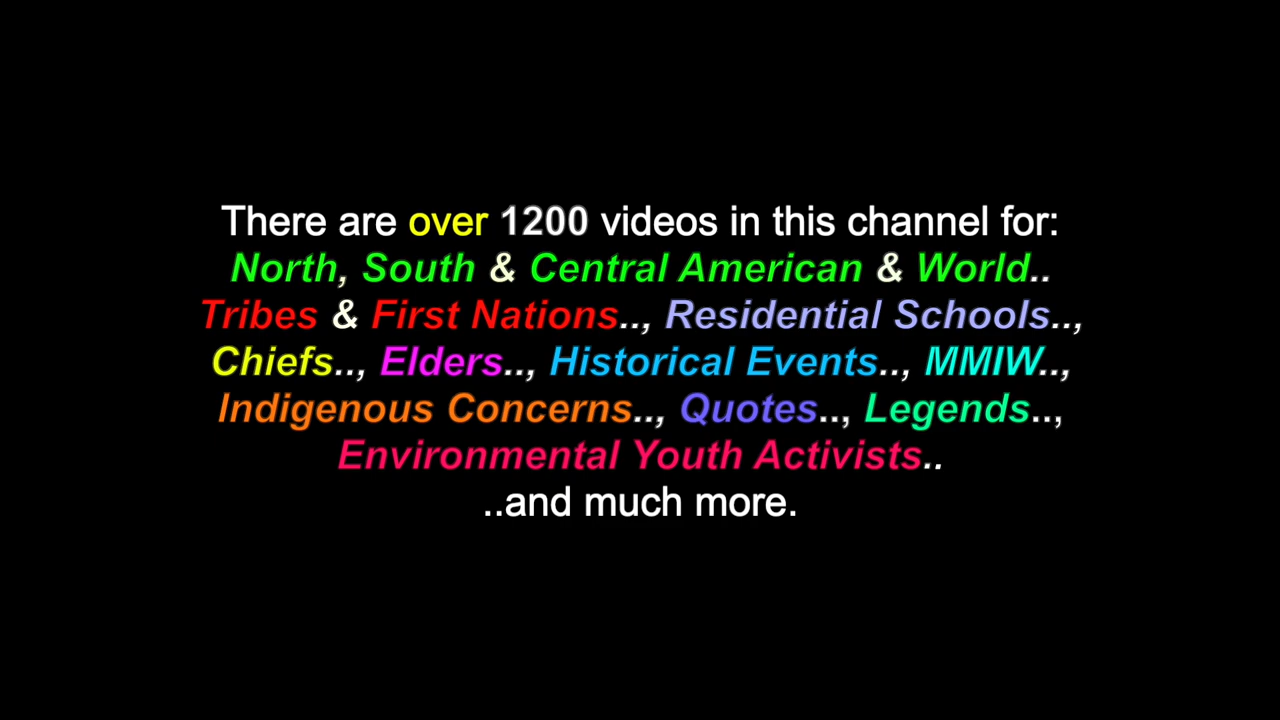 There are over 1200 videos in this channel for:
North, South & Central American & World..
Tribes & First Nations.., Residential Schools..,
Chiefs.., Elders.., Historical Events.., MMIW..,
Indigenous Concerns.., Quotes.., Legends..,
Environmental Youth Activists..
..and much more.